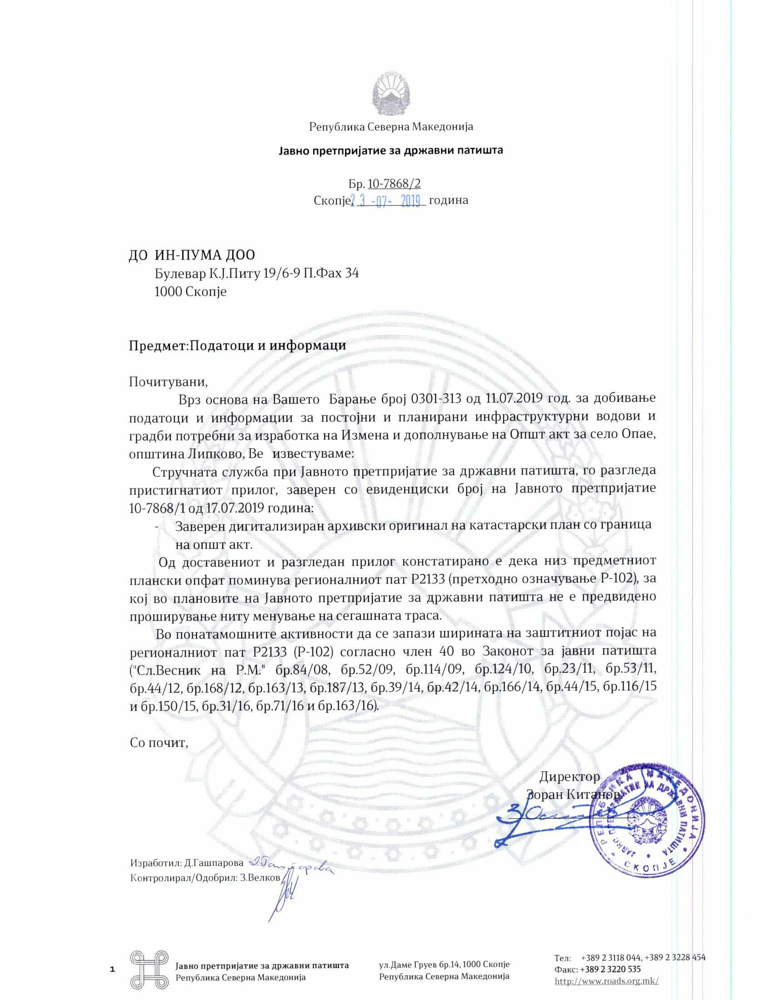 Република Северна Македонија
Јавно претпријатие за државни патишта
Бр. 10-7868/2
Скопје, 23 -07- 2019 година
ДО ИН-ПУМА ДОО
Булевар К.Ј.Питу 19/6-9 П.Фах 34
1000 Скопје
Предмет:Податоци и информаци
Почитувани,
Врз основа на Вашето Барање број 0301-313 од 11.07.2019 год. за добивање
податоци и информации за постојни и планирани инфраструктурни водови и
градби потребни за изработка на Измена и дополнување на Општ акт за село Опае,
општина Липково, Ве известуваме:
Стручната служба при Јавното претпријатие за државни патишта, го разгледа
пристигнатиот прилог, заверен со евиденциски број на Јавното претпријатие
10-7868/1 од 17.07.2019 година:
- Заверен дигитализиран архивски оригинал на катастарски план со граница
на општ акт.
Од доставениот и разгледан прилог констатирано е дека низ предметниот
плански опфат поминува регионалниот пат Р2133 (претходно означување Р-102), за
кој во плановите на Јавното претпријатие за државни патишта не е предвидено
проширување ниту менување на сегашната траса.
Во понатамошните активности да се запази ширината на заштитниот појас на
регионалниот пат Р2133 (Р-102) согласно член 40 во Законот за јавни патишта
("Сл.Весник на Р.М." бр.84/08, бр.52/09, бр.114/09, бр.124/10, бр.23/11, бр.53/11,
бр.44/12, бр.168/12, бр.163/13, бр.187/13, бр.39/14, бр.42/14, бр.166/14, бр.44/15, бр.116/15
и бр.150/15, бр.31/16, бр.71/16 и бр.163/16).
Со почит,
Директор
Зоран Китанов
РЕПУБЛИКА МАКЕДОНИЈА * СКОПЈЕ *
ЈАВНО ПРЕТПРИЈАТИЕ ЗА ДРЖАВНИ ПАТИШТА *
Изработил: Д.Гашпарова
Контролирал/Одобрил: З.Велков
1
Јавно претпријатие за државни патишта
Република Северна Македонија
ул.Даме Груев бр.14, 1000 Скопје
Република Северна Македонија
Тел: +389 2 3118 044, +389 2 3228 454
Факс: +389 2 3220 535
http://www.roads.org.mk/